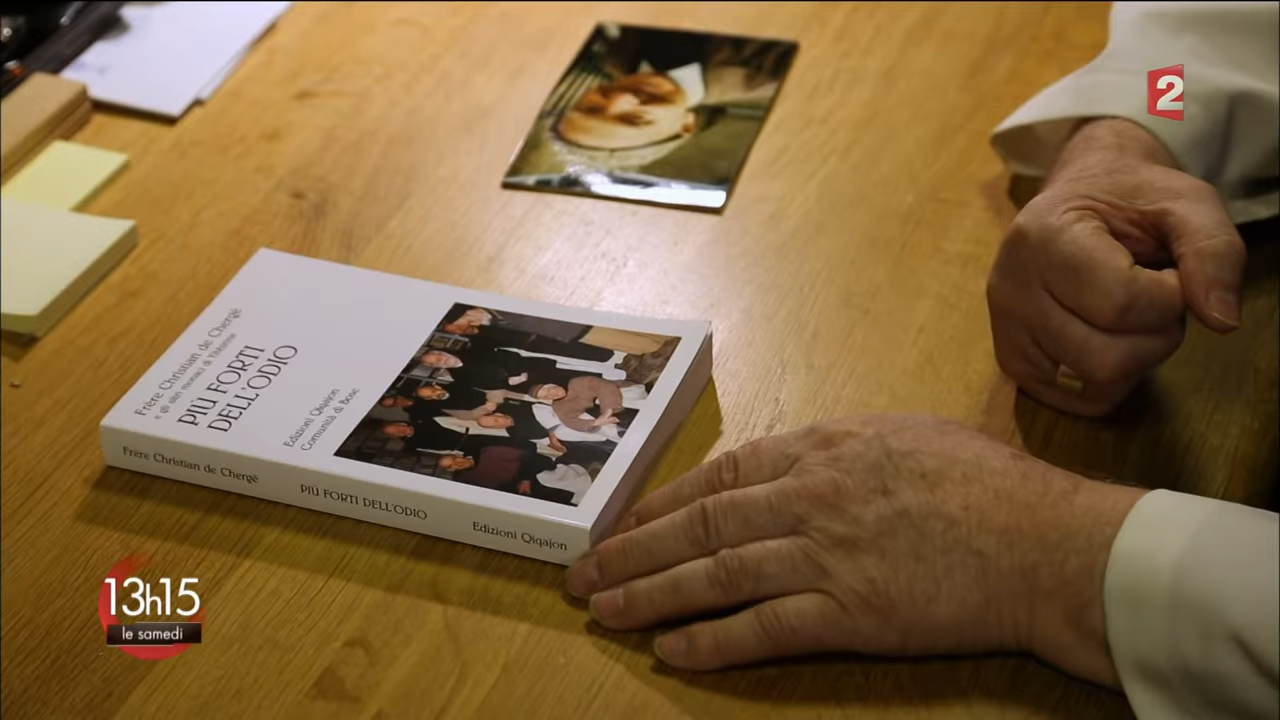 2
Frère Christian de Chergé
e gli altri monaci di Tibhirine
PIÙ FORTI
DELL'ODIO
Edizioni Qiqajon
Comunità di Bose
Frère Christian de Chergé
PIÙ FORTI DELL'ODIO
Edizioni Qiqajon
13h15
le samedi